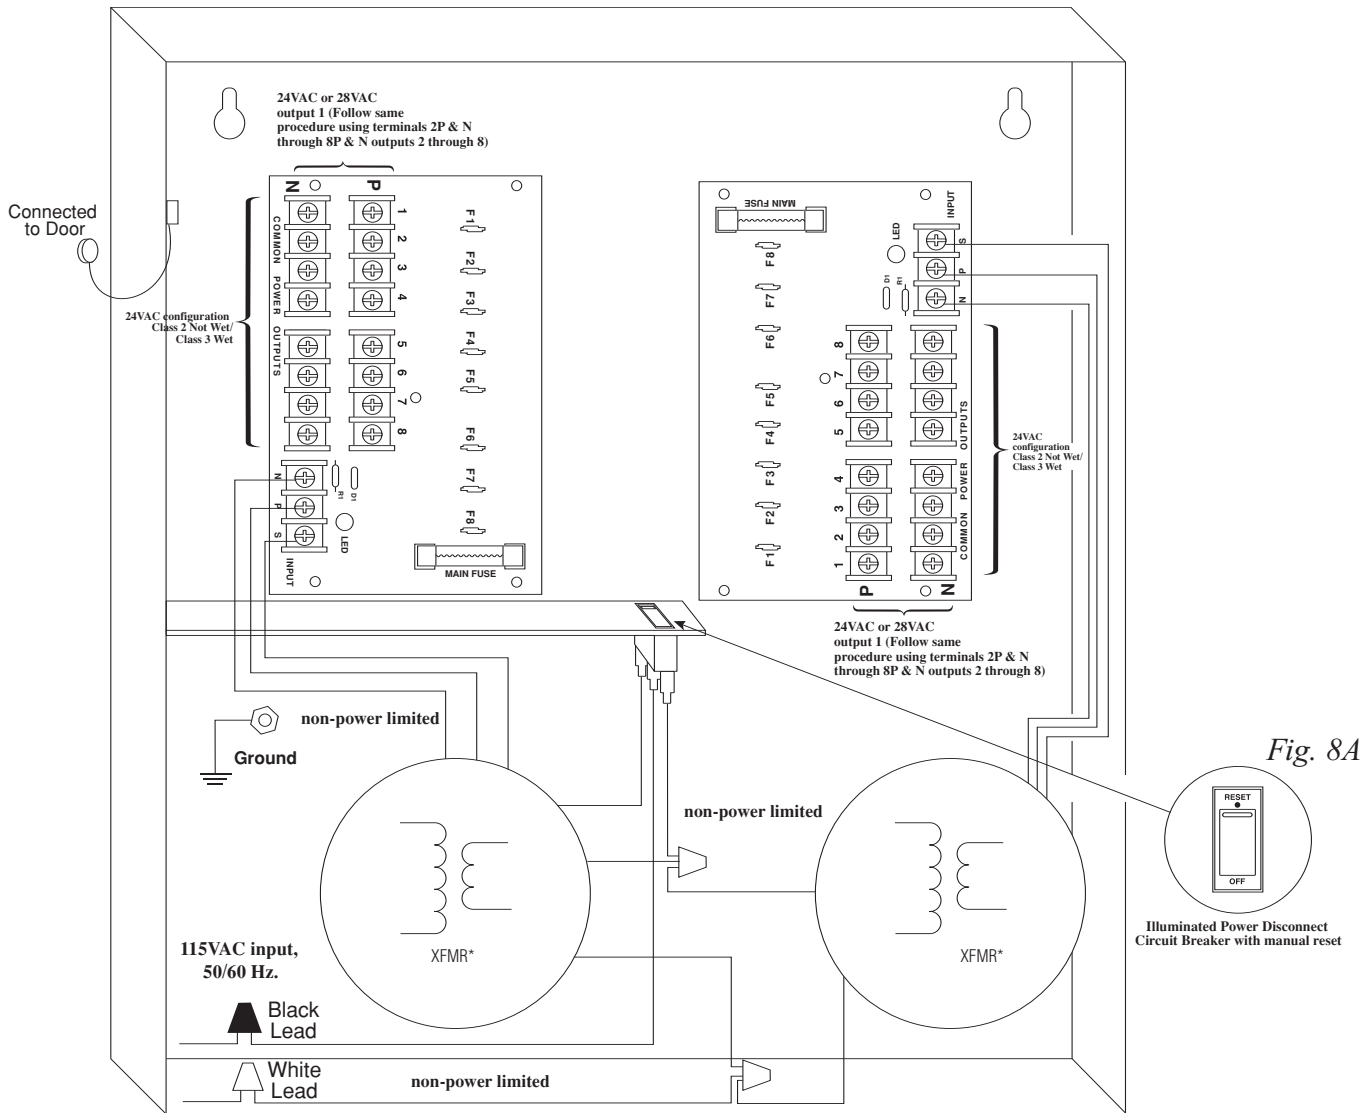 24VAC or 28VAC
output 1 (Follow same
procedure using terminals 2P & N
through 8P & N outputs 2 through 8)
Connected
to Door
24VAC configuration
Class 2 Not Wet/
Class 3 Wet
N
P
COMMON POWER OUTPUTS
1
2
3
4
5
6
7
8
F1
F2
F3
F4
F5
F6
F7
F8
N
P
S
R1
D1
LED
INPUT
MAIN FUSE
MAIN FUSE
INPUT
LED
S
P
N
D1
R1
F8
F7
F6
F5
F4
F3
F2
F1
8
7
6
5
4
3
2
1
COMMON POWER OUTPUTS
P
N
24VAC
configuration
Class 2 Not Wet/
Class 3 Wet
24VAC or 28VAC
output 1 (Follow same
procedure using terminals 2P & N
through 8P & N outputs 2 through 8)
non-power limited
Ground
non-power limited
Fig. 8A
RESET
OFF
Illuminated Power Disconnect
Circuit Breaker with manual reset
XFMR*
XFMR*
115VAC input,
50/60 Hz.
Black
Lead
White
Lead
non-power limited